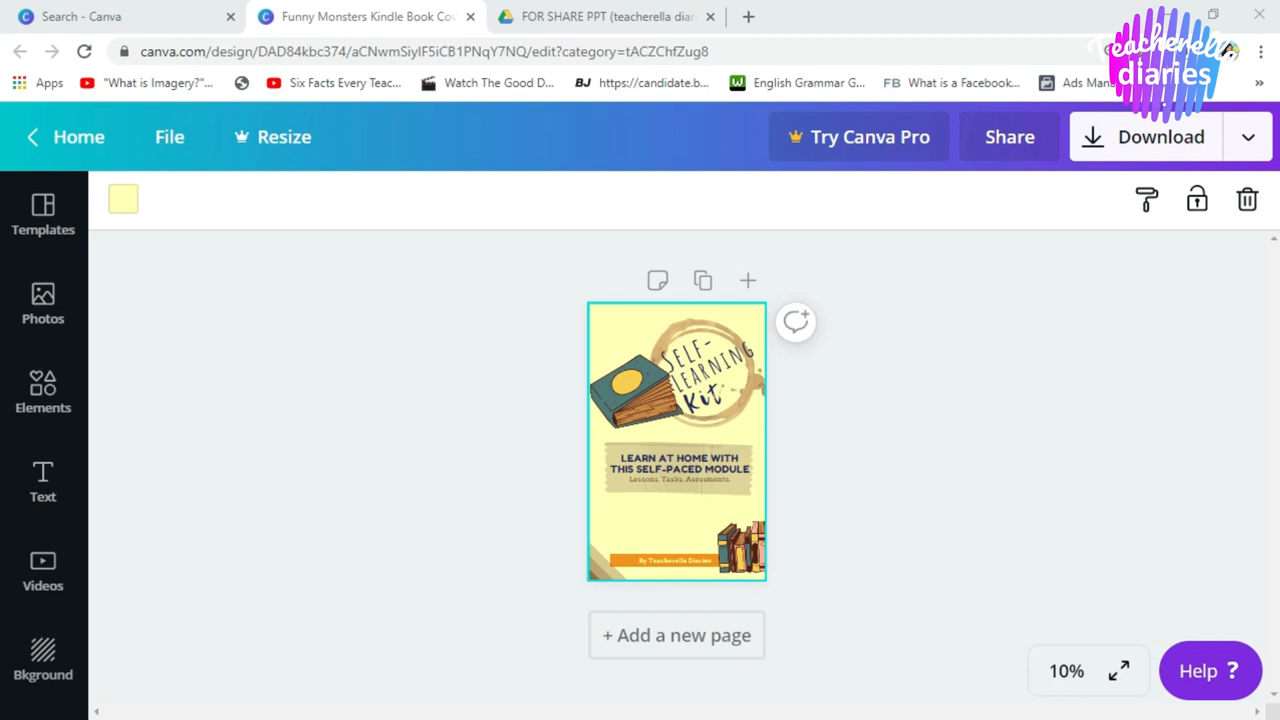 Search - Canva
Funny Monsters Kindle Book Cov
FOR SHARE PPT (teacherella diar
canva.com/design/DAD84kbc374/aCNwmSiyIF5iCB1PNqY7NQ/edit?category=tACZChfZug8
Apps
"What is Imagery?"...
Six Facts Every Teac...
Watch The Good D...
BJ https://candidate.b...
English Grammar G...
FB What is a Facebook...
Ads Man
»
Teacherella
diaries
Home
File
Resize
Try Canva Pro
Share
Download
Templates
Photos
Elements
Text
Videos
Bkground
SELF-
LEARNING
Kit
LEARN AT HOME WITH
THIS SELF-PACED MODULE
Lessons. Tasks. Asessments.
By Teacherella Diaries
+ Add a new page
10%
Help ?